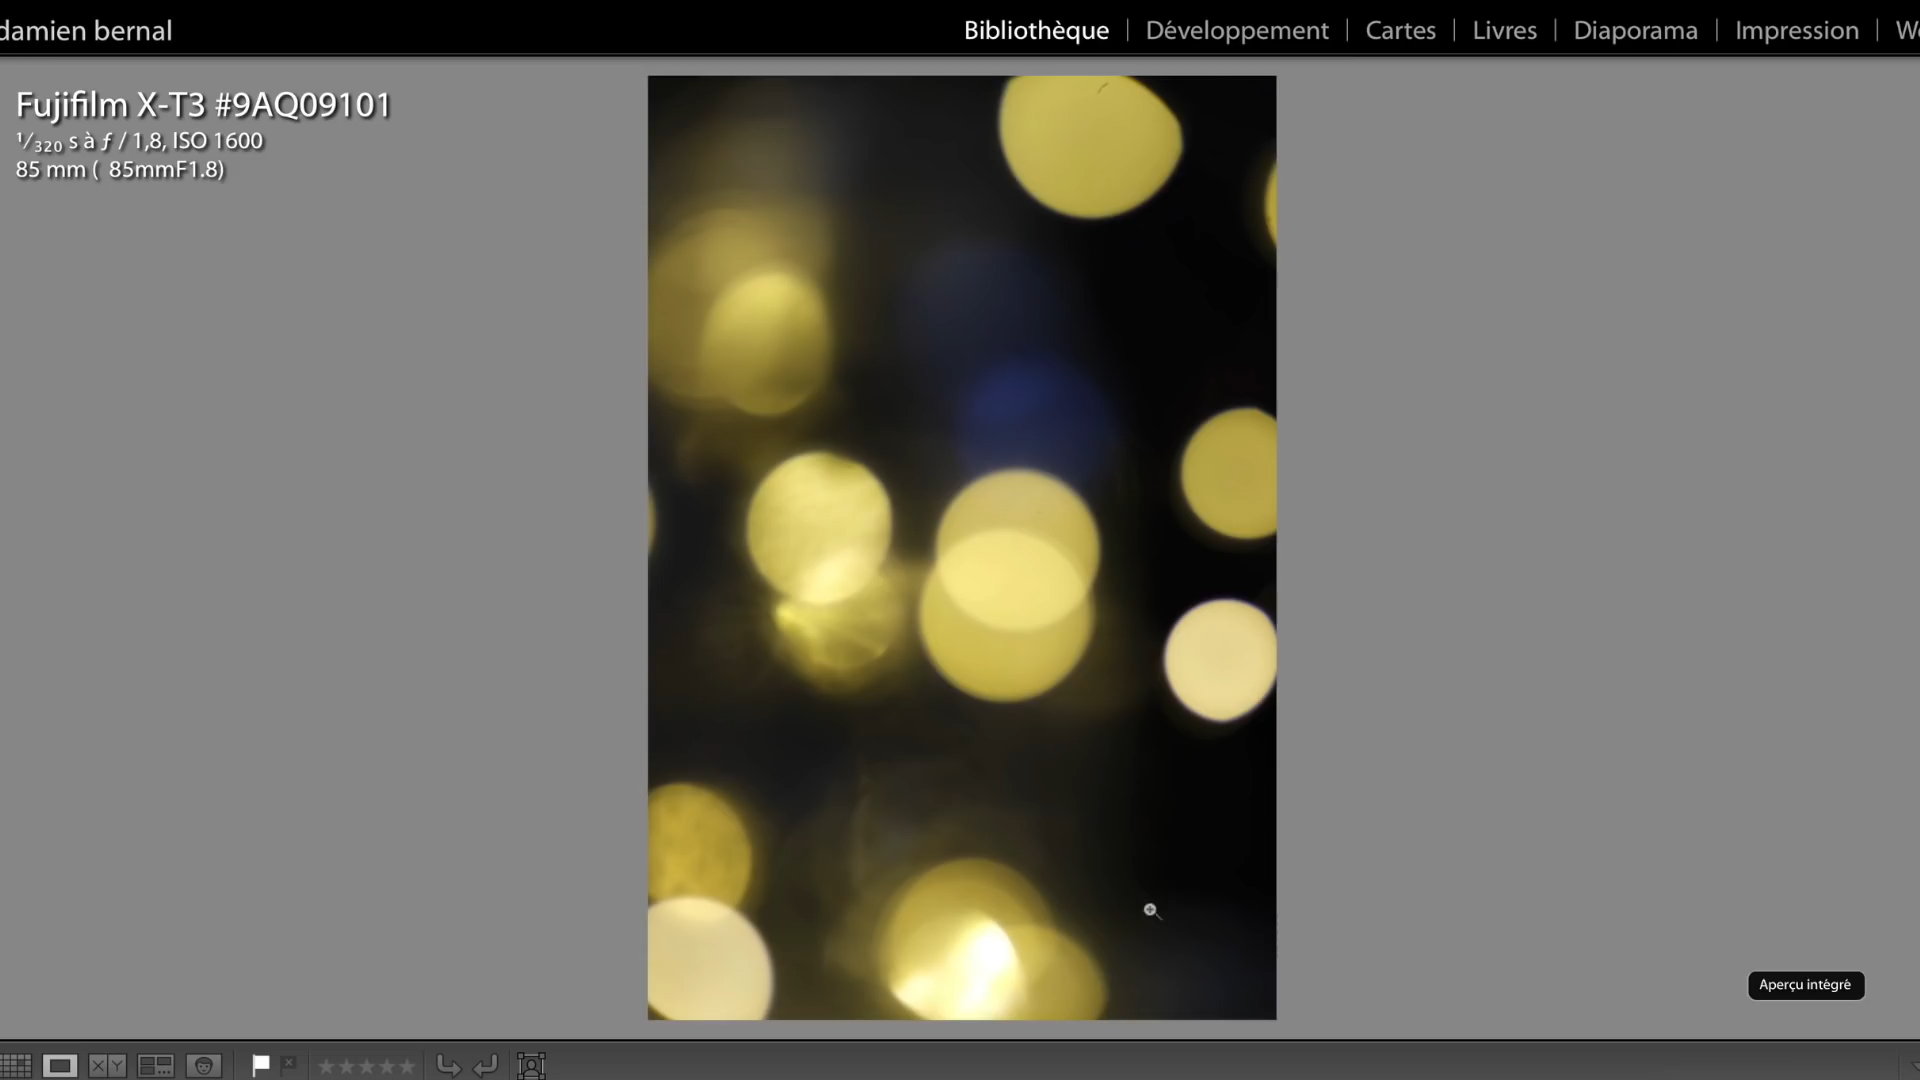 damien bernal
Bibliothèque | Développement | Cartes | Livres | Diaporama | Impression |
Fujifilm X-T3 #9AQ09101
1/320 s à ƒ / 1,8, ISO 1600
85 mm ( 85mmF1.8)
Aperçu intégré
X Y